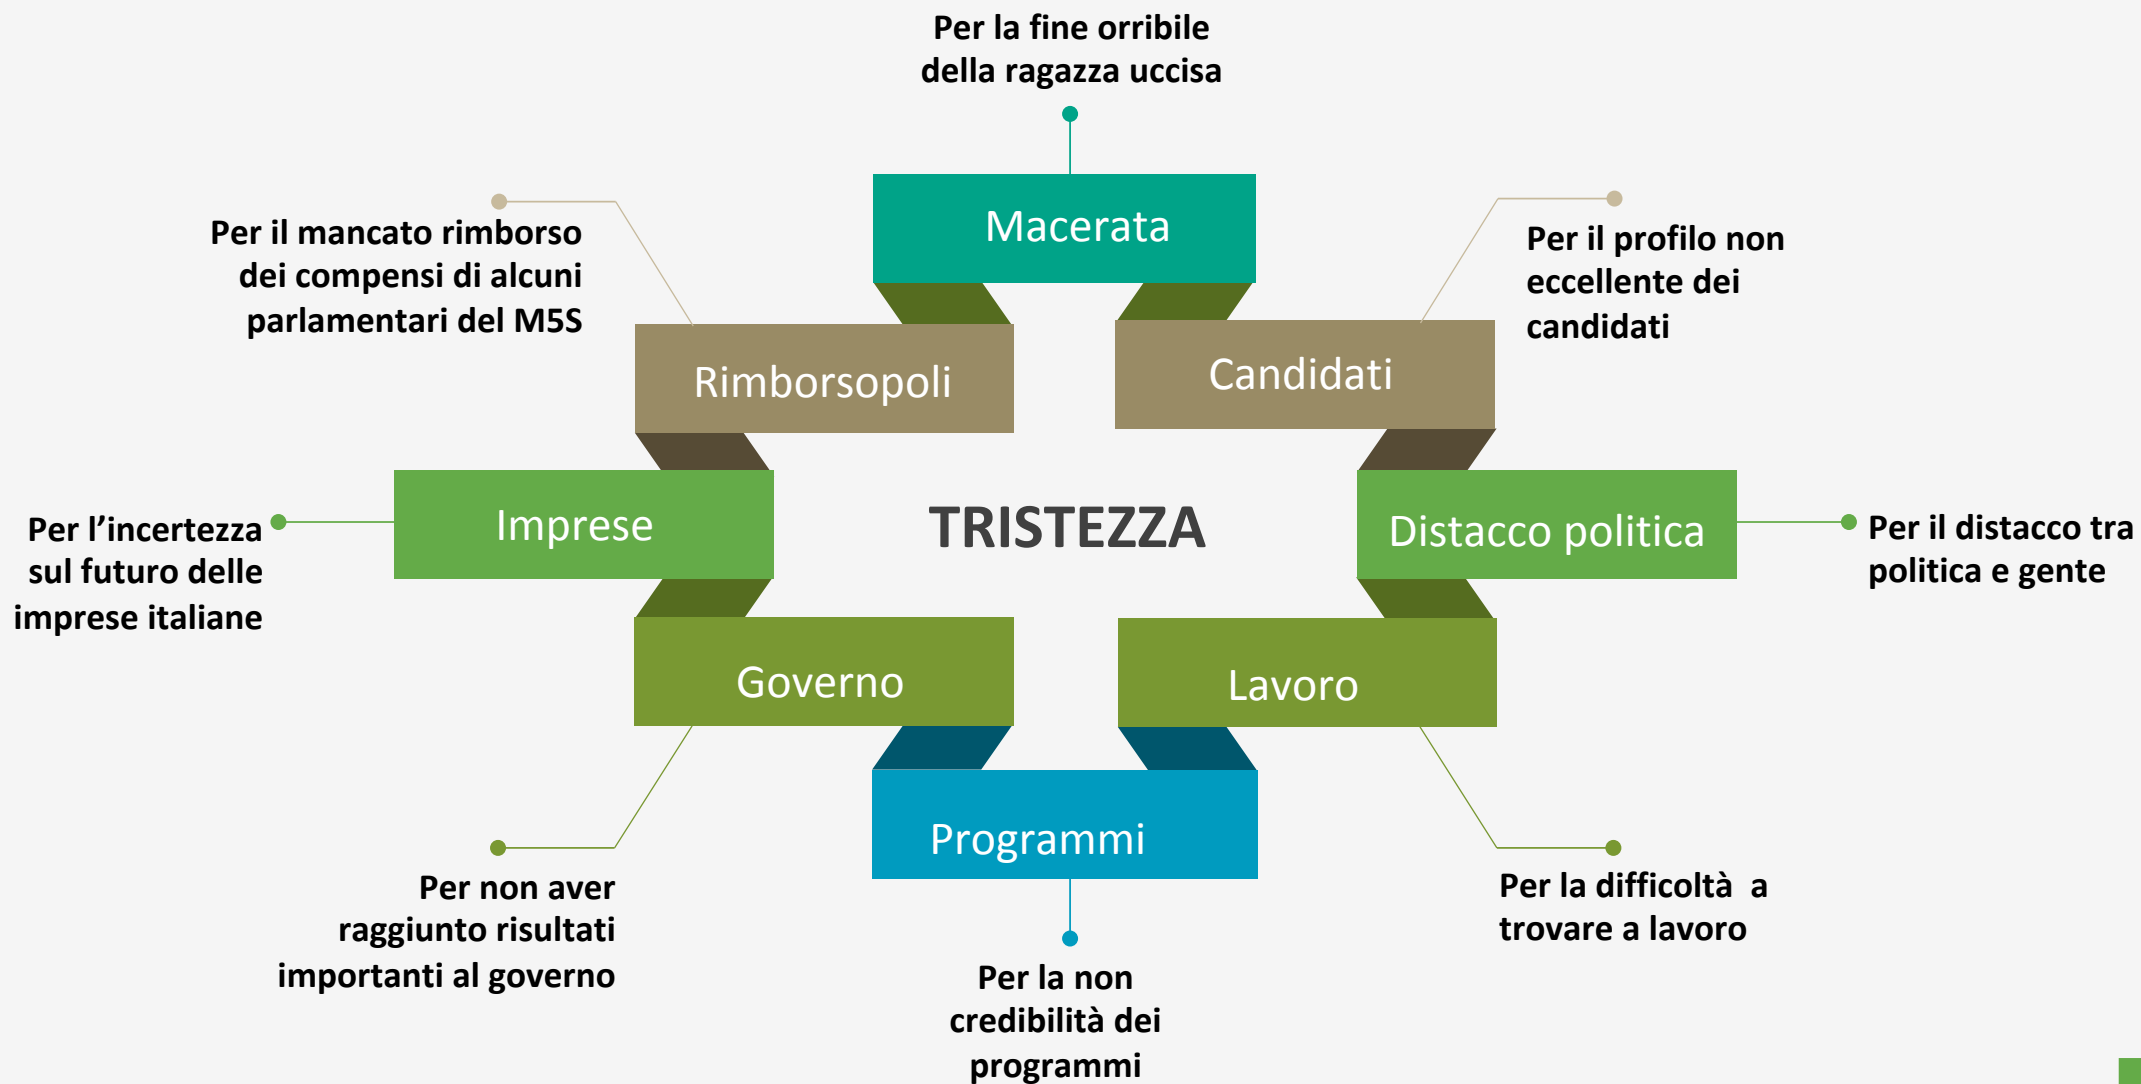 Per la fine orribile
della ragazza uccisa
Macerata
Per il mancato rimborso
dei compensi di alcuni
parlamentari del M5S
Per il profilo non
eccellente dei
candidati
Rimborsopoli
Candidati
Per l’incertezza
sul futuro delle
imprese italiane
Imprese
TRISTEZZA
Distacco politica
Per il distacco tra
politica e gente
Governo
Lavoro
Programmi
Per non aver
raggiunto risultati
importanti al governo
Per la difficoltà  a
trovare a lavoro
Per la non
credibilità dei
programmi